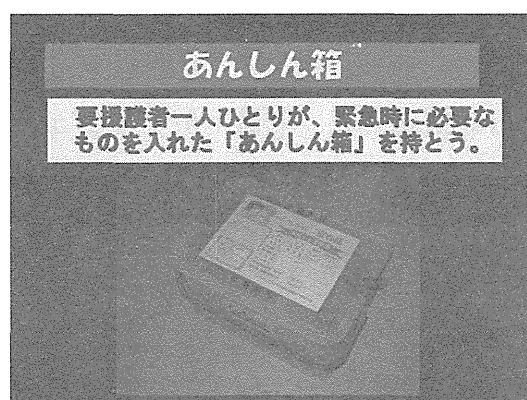 あんしん箱
要援護者一人ひとりが、緊急時に必要な
ものを入れた「あんしん箱」を持とう。